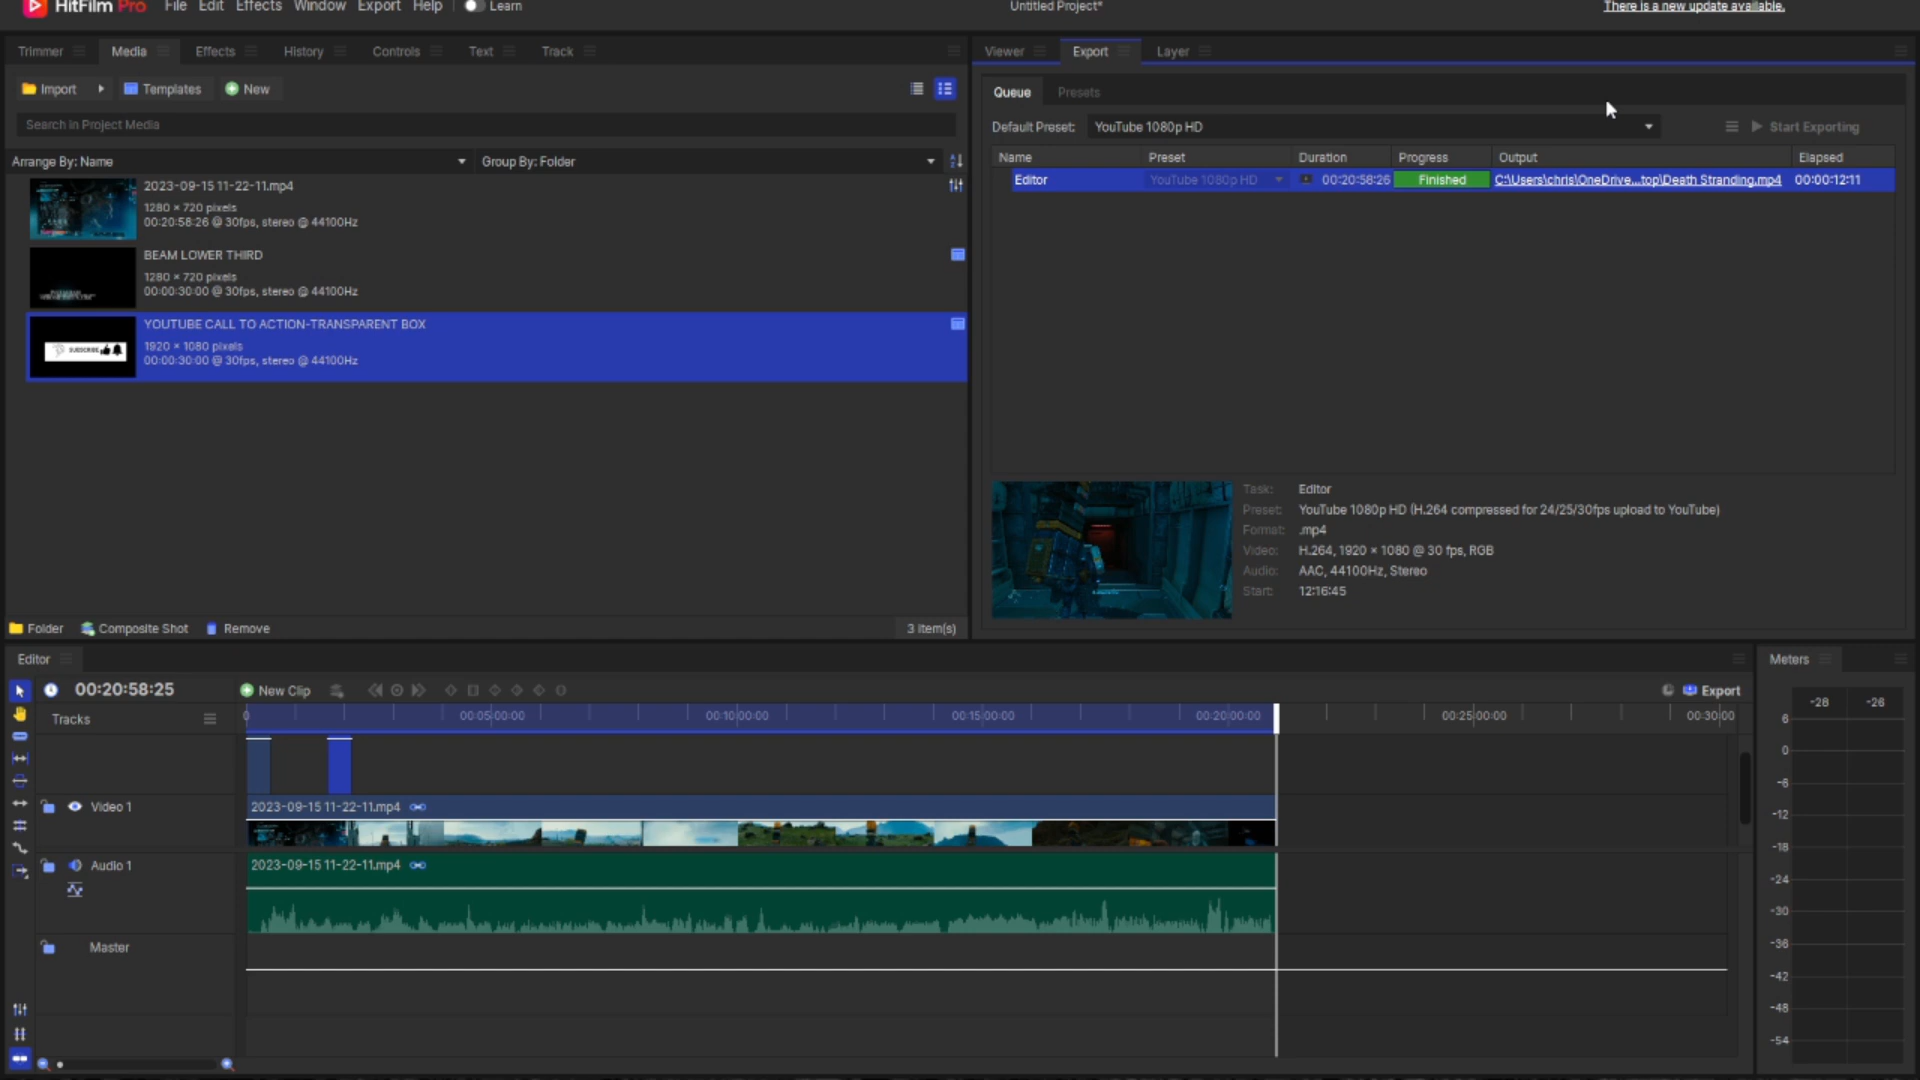 HitFilm Pro File Edit Effects Window Export Help Learn Untitled Project* There is a new update available.
Trimmer Media Effects History Controls Text Track
Viewer Export Layer
Import Templates New
Queue Presets
Search in Project Media
Default Preset: YouTube 1080p HD Start Exporting
Arrange By: Name Group By: Folder
Name Preset Duration Progress Output Elapsed
Editor YouTube 1080p HD 00:20:58:26 Finished C:\Users\chris\OneDrive...top\Death Stranding.mp4 00:00:12:11
2023-09-15 11-22-11.mp4
1280 × 720 pixels
00:20:58:26 @ 30fps, stereo @ 44100Hz
BEAM LOWER THIRD
1280 × 720 pixels
00:00:30:00 @ 30fps, stereo @ 44100Hz
YOUTUBE CALL TO ACTION-TRANSPARENT BOX
1920 × 1080 pixels
00:00:30:00 @ 30fps, stereo @ 44100Hz
SUBSCRIBE
Task: Editor
Preset: YouTube 1080p HD (H.264 compressed for 24/25/30fps upload to YouTube)
Format: .mp4
Video: H.264, 1920 × 1080 @ 30 fps, RGB
Audio: AAC, 44100Hz, Stereo
Start: 12:16:45
Folder Composite Shot Remove 3 item(s)
Editor
Meters
00:20:58:25 New Clip Export
Tracks 0 00:05:00:00 00:10:00:00 00:15:00:00 00:20:00:00 00:25:00:00 00:30:00
Video 1 2023-09-15 11-22-11.mp4
Audio 1 2023-09-15 11-22-11.mp4
Master
-28 -26
6
0
-6
-12
-18
-24
-30
-36
-42
-48
-54